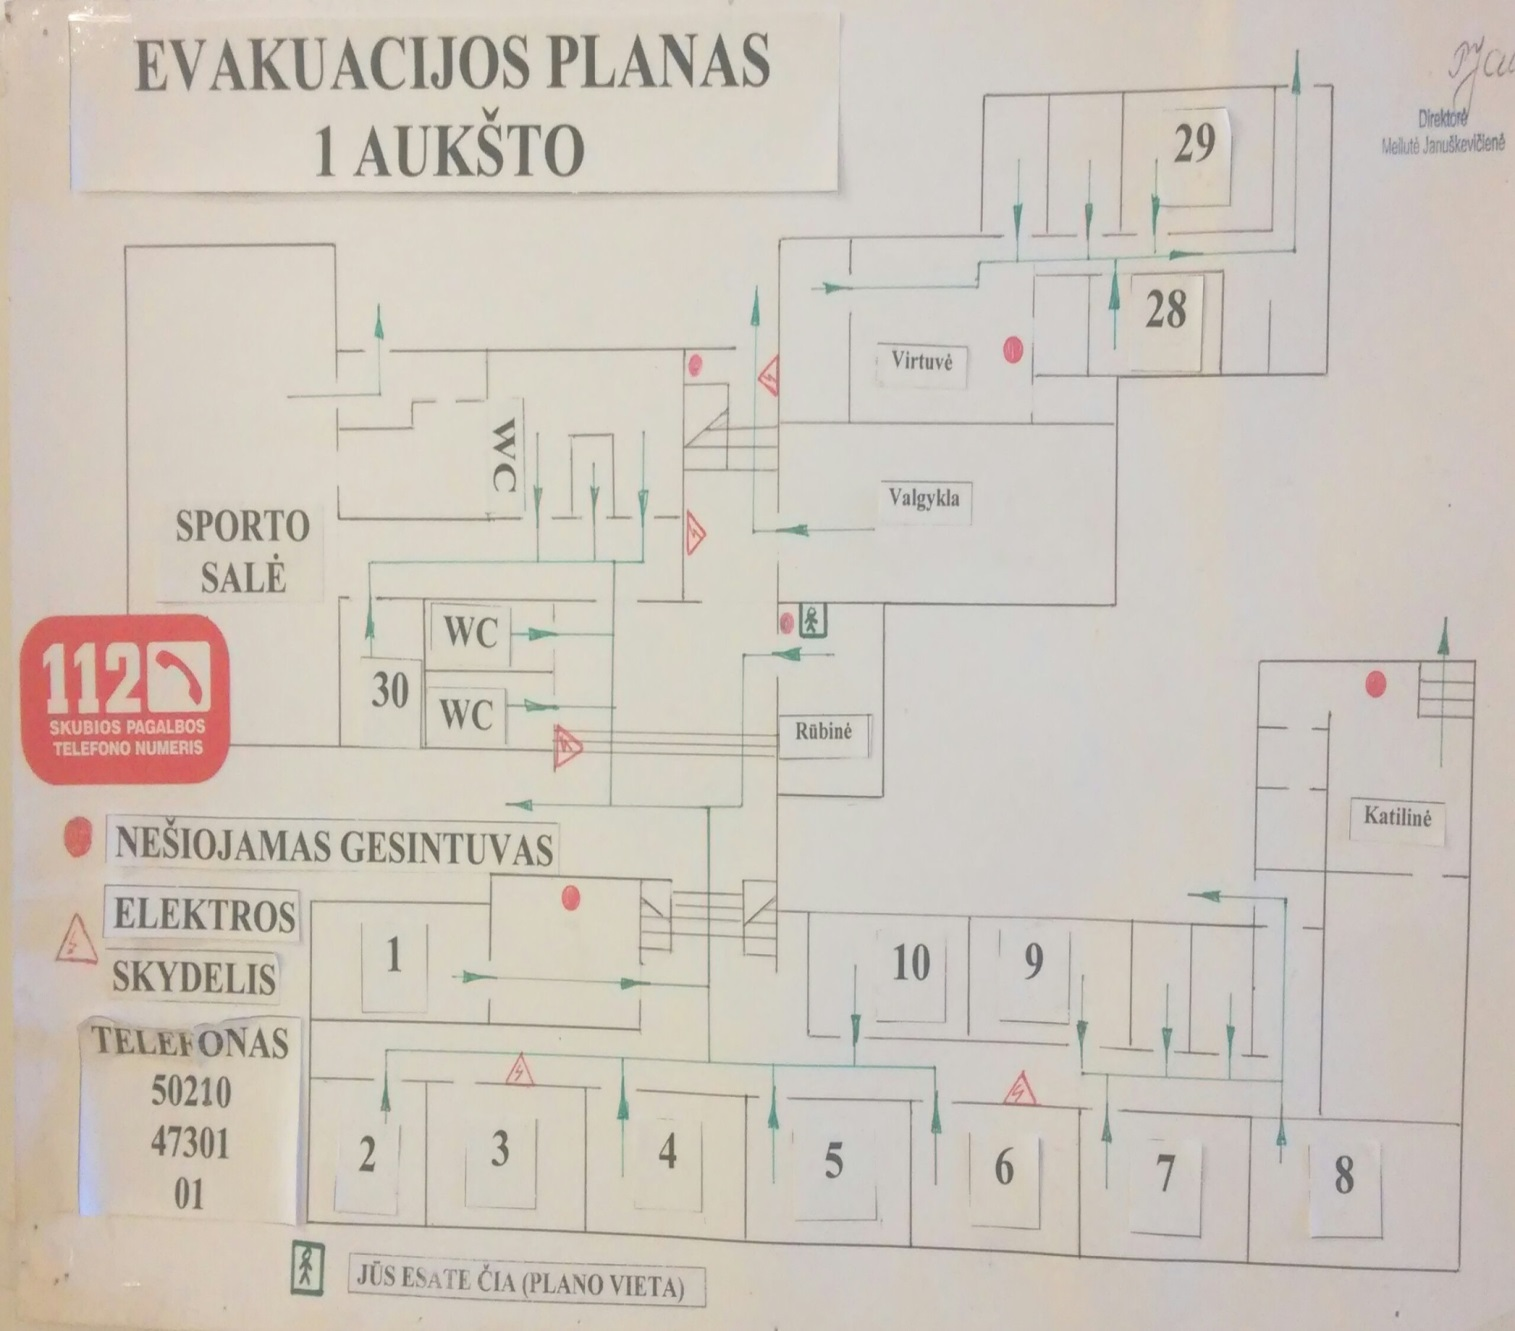 EVAKUACIJOS PLANAS
1 AUKŠTO
Direktorė
Meilutė Januškevičienė
29
28
Virtuvė
Valgykla
WC
SPORTO
SALĖ
WC
30
WC
Rūbinė
112
SKUBIOS PAGALBOS
TELEFONO NUMERIS
Katilinė
NEŠIOJAMAS GESINTUVAS
ELEKTROS
SKYDELIS
1
10
9
TELEFONAS
50210
47301
01
2
3
4
5
6
7
8
JŪS ESATE ČIA (PLANO VIETA)